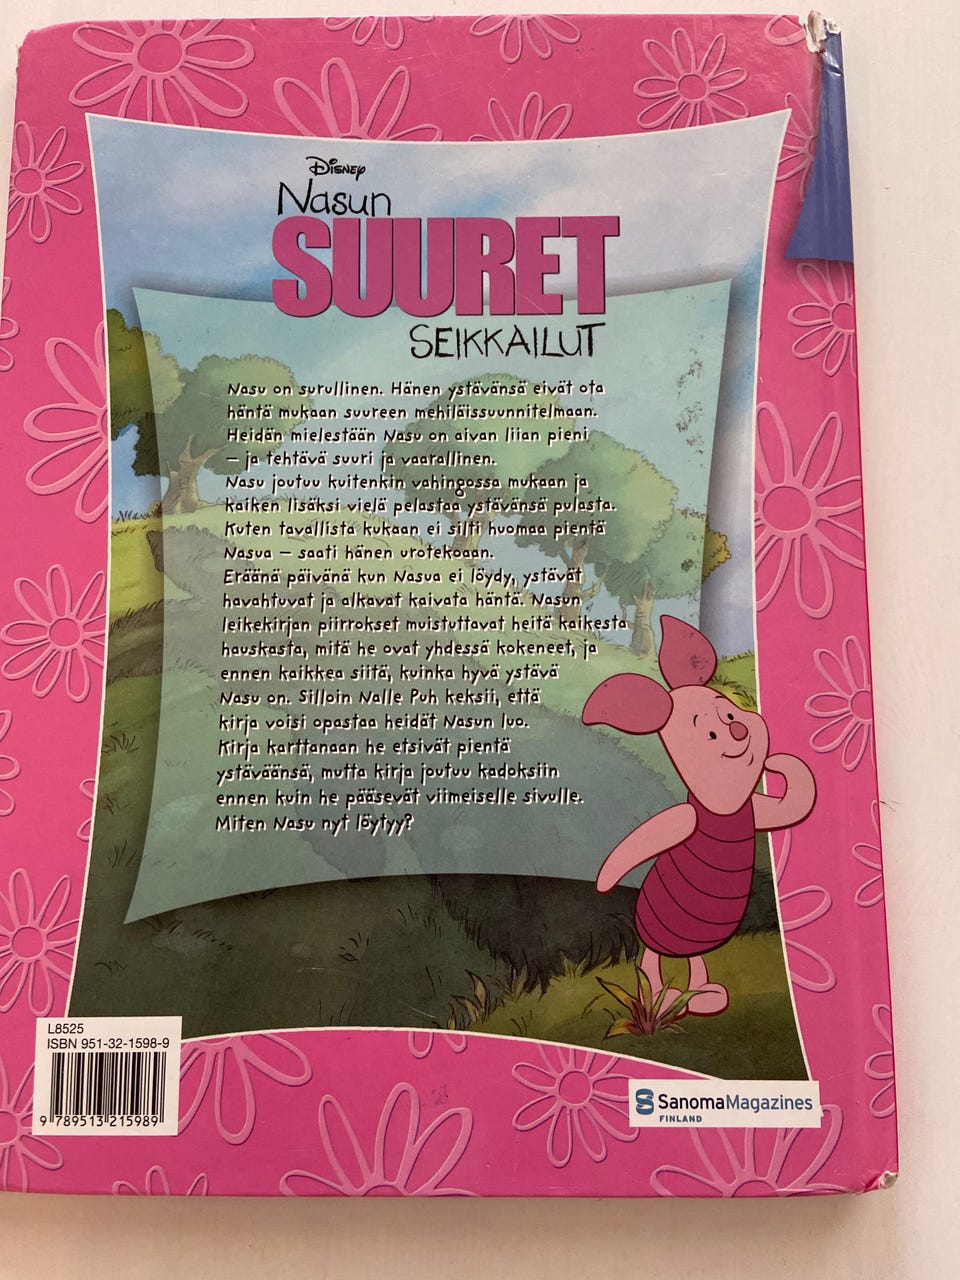 Disney
Nasun
SUURET
SEIKKAILUT
Nasu on surullinen. Hänen ystävänsä eivät ota
häntä mukaan suureen mehiläissuunnitelmaan.
Heidän mielestään Nasu on aivan liian pieni
– ja tehtävä suuri ja vaarallinen.
Nasu joutuu kuitenkin vahingossa mukaan ja
kaiken lisäksi vielä pelastaa ystävänsä pulasta.
Kuten tavallista kukaan ei silti huomaa pientä
Nasua – saati hänen urotekoaan.
Eräänä päivänä kun Nasua ei löydy, ystävät
havahtuvat ja alkavat kaivata häntä. Nasun
leikekirjan piirrokset muistuttavat heitä kaikesta
hauskasta, mitä he ovat yhdessä kokeneet, ja
ennen kaikkea siitä, kuinka hyvä ystävä
Nasu on. Silloin Nalle Puh keksii, että
kirja voisi opastaa heidät Nasun luo.
Kirja karttanaan he etsivät pientä
ystäväänsä, mutta kirja joutuu kadoksiin
ennen kuin he pääsevät viimeiselle sivulle.
Miten Nasu nyt löytyy?
L8525
ISBN 951-32-1598-9
9 789513 215989
SanomaMagazines
FINLAND